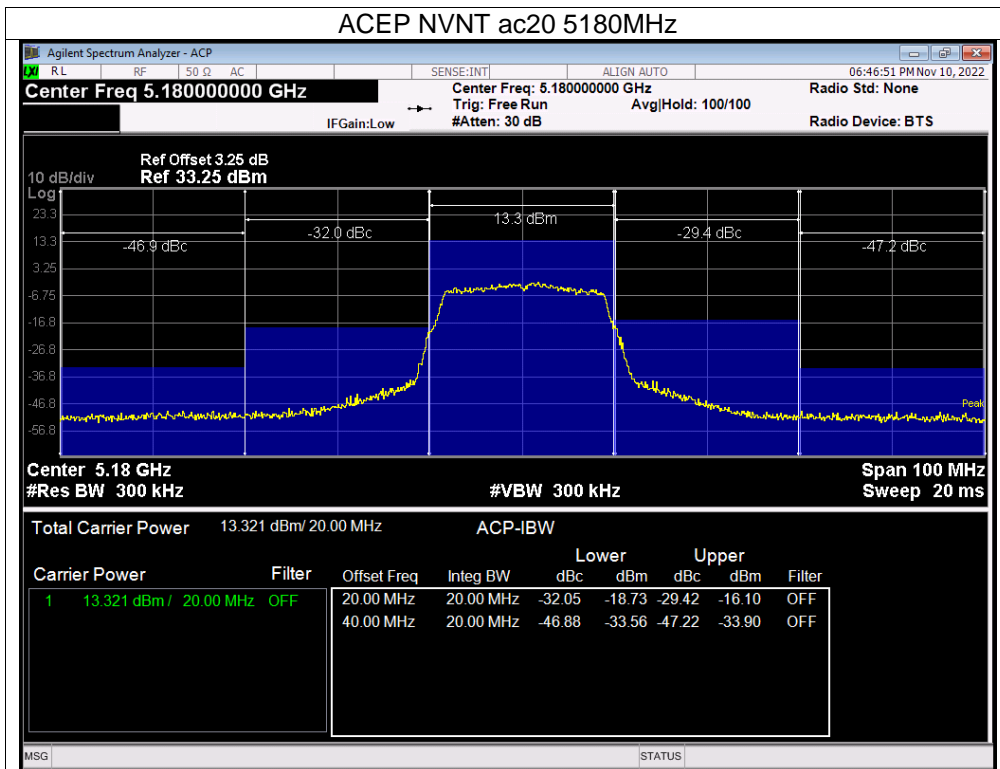 ACEP NVNT ac20 5180MHz
Agilent Spectrum Analyzer - ACP
LXI RL RF 50 Ω AC SENSE:INT ALIGN AUTO 06:46:51 PM Nov 10, 2022
Center Freq 5.180000000 GHz Center Freq: 5.180000000 GHz Radio Std: None
Trig: Free Run Avg|Hold: 100/100
IFGain:Low #Atten: 30 dB Radio Device: BTS
Ref Offset 3.25 dB
10 dB/div Ref 33.25 dBm
Log
23.3
13.3 dBm
-32.0 dBc -29.4 dBc
13.3
-46.9 dBc -47.2 dBc
3.25
-6.75
-16.8
-26.8
-36.8
-46.8
Peak
-56.8
Center 5.18 GHz Span 100 MHz
#Res BW 300 kHz #VBW 300 kHz Sweep 20 ms
Total Carrier Power 13.321 dBm/ 20.00 MHz ACP-IBW
Lower Upper
Carrier Power Filter Offset Freq Integ BW dBc dBm dBc dBm Filter
1 13.321 dBm / 20.00 MHz OFF 20.00 MHz 20.00 MHz -32.05 -18.73 -29.42 -16.10 OFF
40.00 MHz 20.00 MHz -46.88 -33.56 -47.22 -33.90 OFF
MSG STATUS